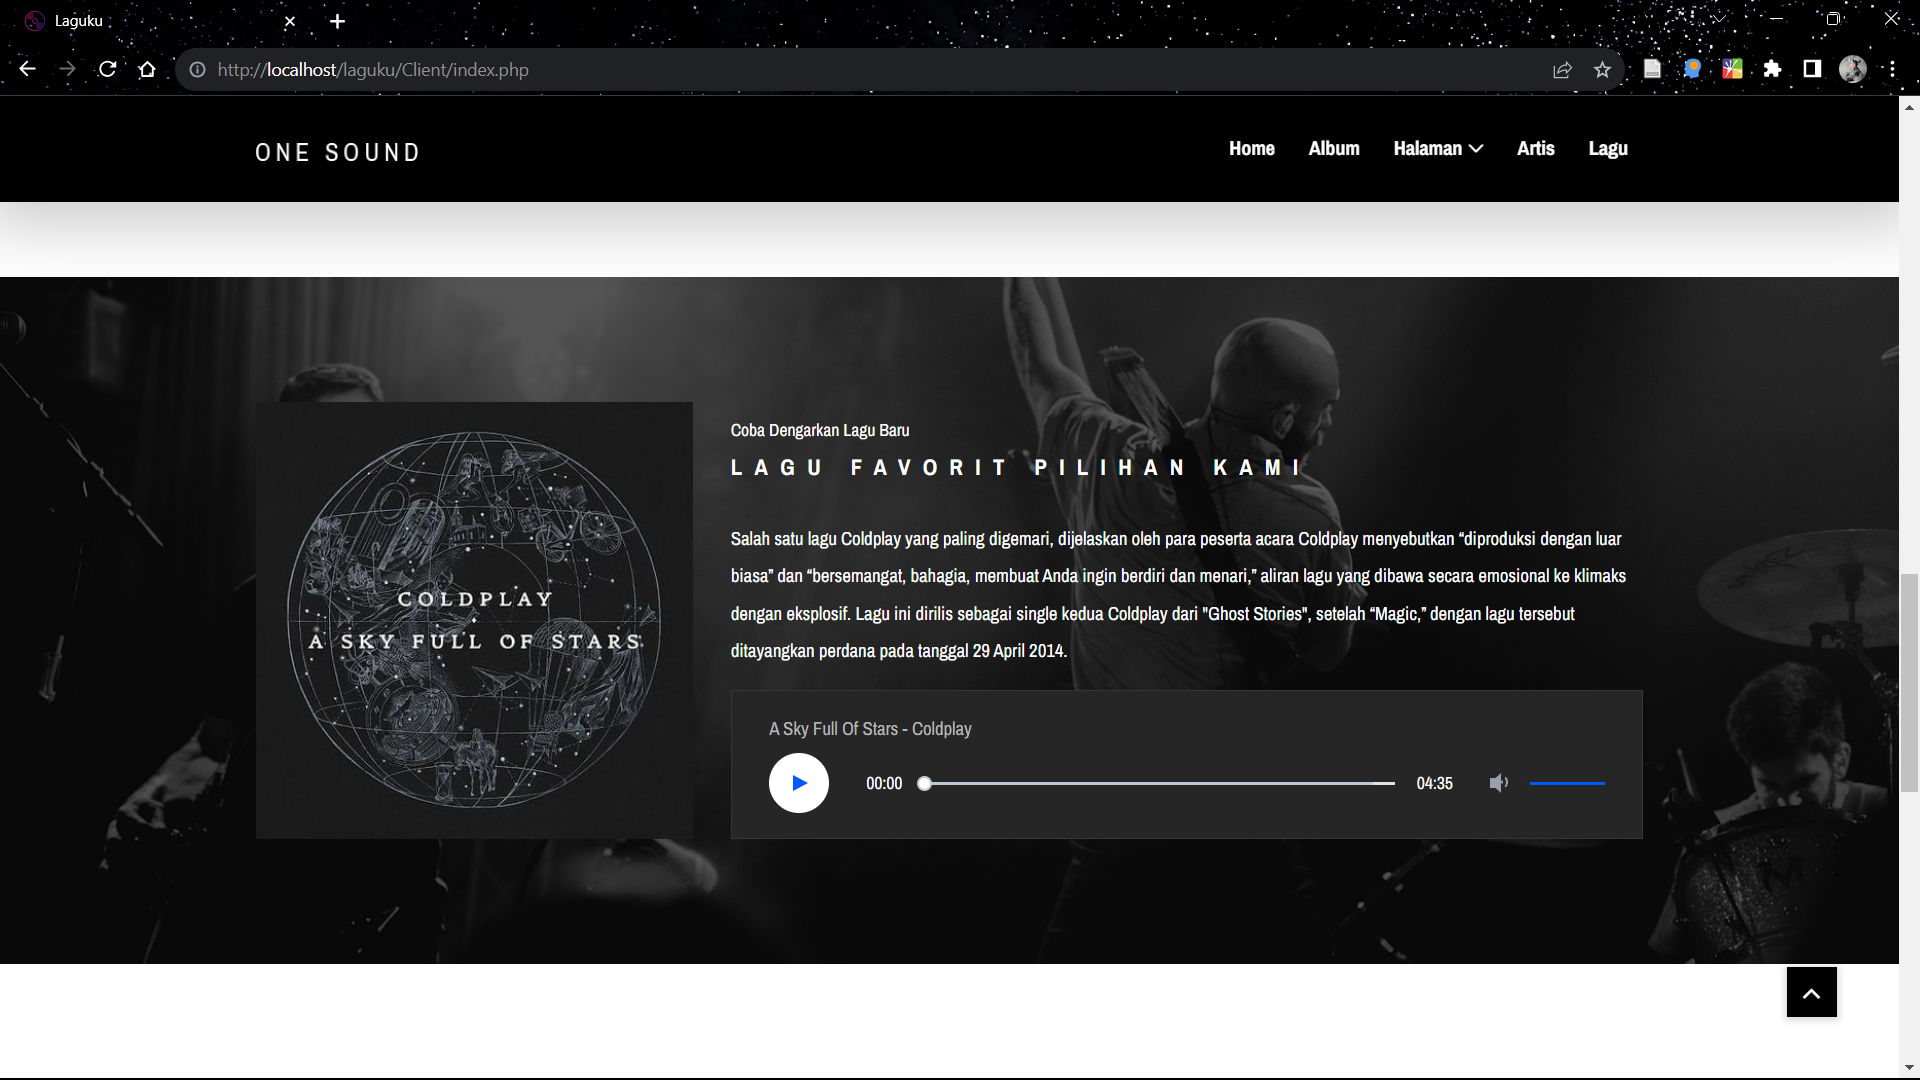 Laguku
http://localhost/laguku/Client/index.php
ONE SOUND
Home Album Halaman Artis Lagu
COLDPLAY
A SKY FULL OF STARS
Coba Dengarkan Lagu Baru
LAGU FAVORIT PILIHAN KAMI
Salah satu lagu Coldplay yang paling digemari, dijelaskan oleh para peserta acara Coldplay menyebutkan “diproduksi dengan luar
biasa” dan “bersemangat, bahagia, membuat Anda ingin berdiri dan menari,” aliran lagu yang dibawa secara emosional ke klimaks
dengan eksplosif. Lagu ini dirilis sebagai single kedua Coldplay dari "Ghost Stories", setelah “Magic,” dengan lagu tersebut
ditayangkan perdana pada tanggal 29 April 2014.
A Sky Full Of Stars - Coldplay
00:00 04:35